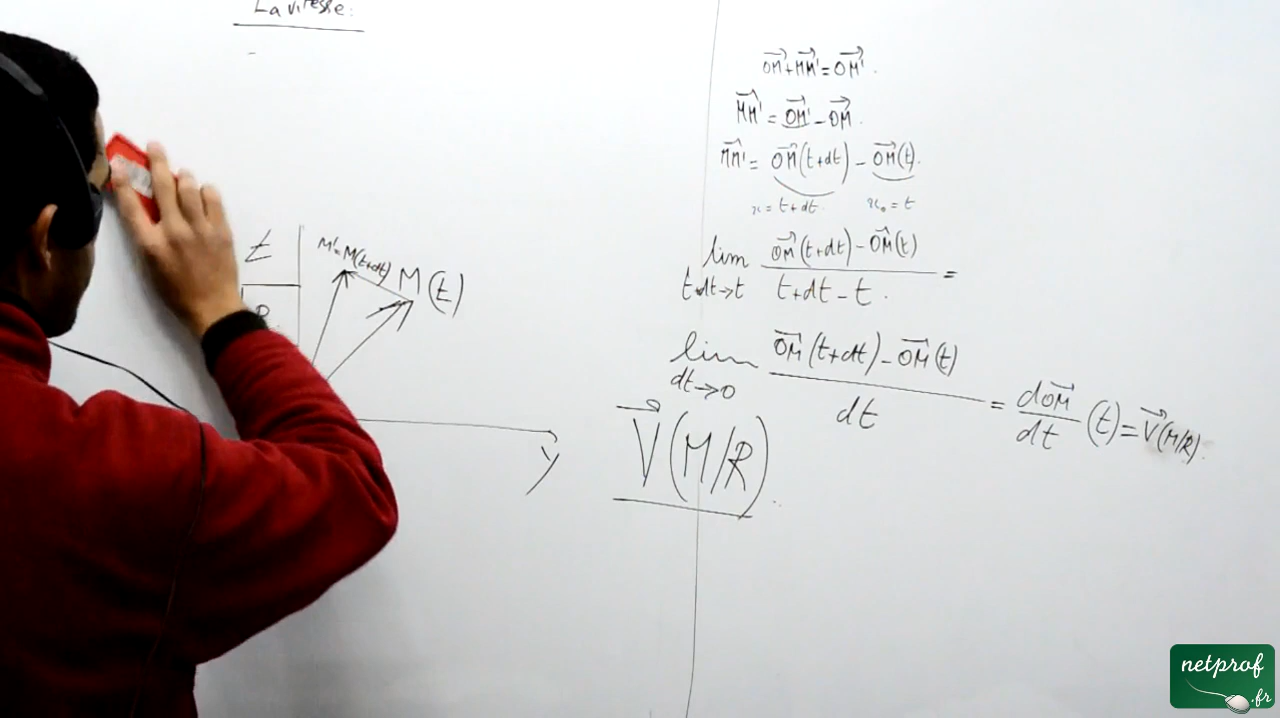 La vitesse:
t
M'=M(t+dt)
M(t)
R
y
V⃗(M/R)
OM⃗+MM'⃗=OM'⃗.
MM'⃗=OM'⃗-OM⃗.
MM'⃗=OM⃗(t+dt)-OM⃗(t).
x=t+dt. x₀=t
lim OM⃗(t+dt)-OM⃗(t) =
t+dt→t t+dt-t.
lim OM⃗(t+dt)-OM⃗(t)
dt→0 dt = dOM⃗/dt (t)=V⃗(M/R).
netprof
.fr